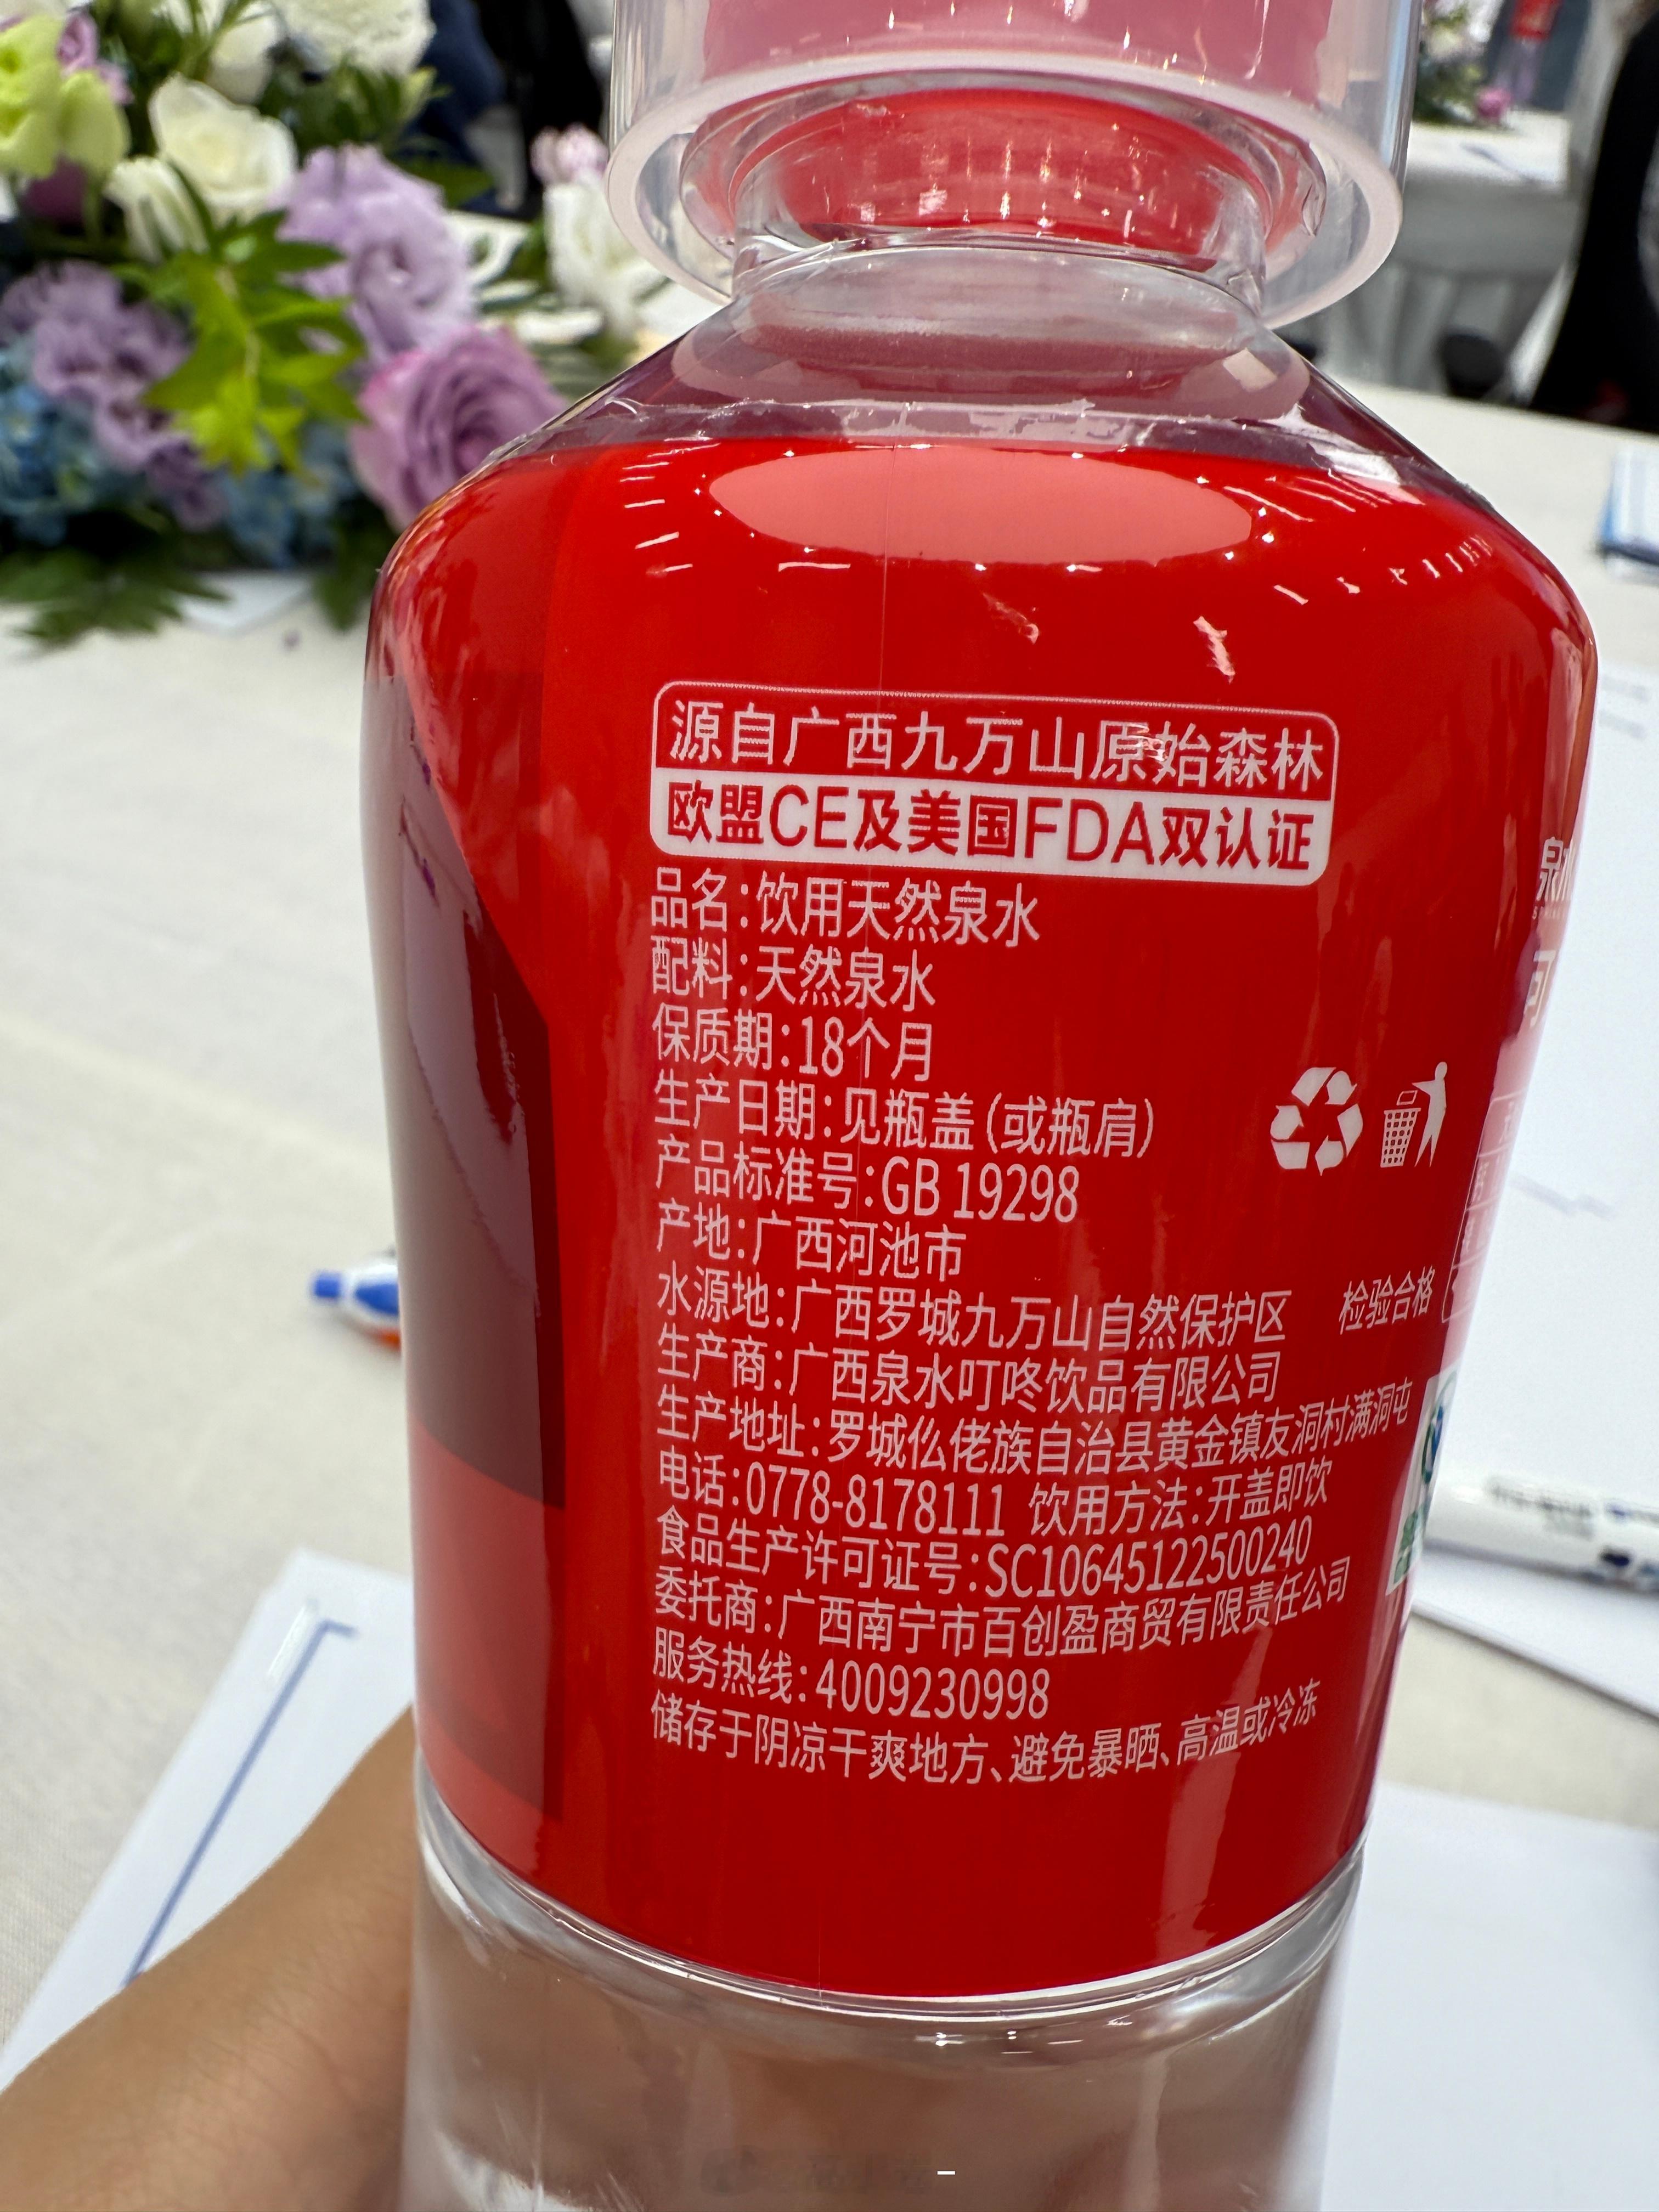 源自广西九万山原始森林
欧盟CE及美国FDA双认证
品名:饮用天然泉水
配料:天然泉水
保质期:18个月
生产日期:见瓶盖(或瓶肩)
产品标准号:GB 19298
产地:广西河池市
水源地:广西罗城九万山自然保护区
检验合格
生产商:广西泉水叮咚饮品有限公司
生产地址:罗城仫佬族自治县黄金镇友洞村满洞屯
电话:0778-8178111 饮用方法:开盖即饮
食品生产许可证号:SC10645122500240
委托商:广西南宁市百创盈商贸有限责任公司
服务热线:4009230998
储存于阴凉干爽地方、避免暴晒、高温或冷冻